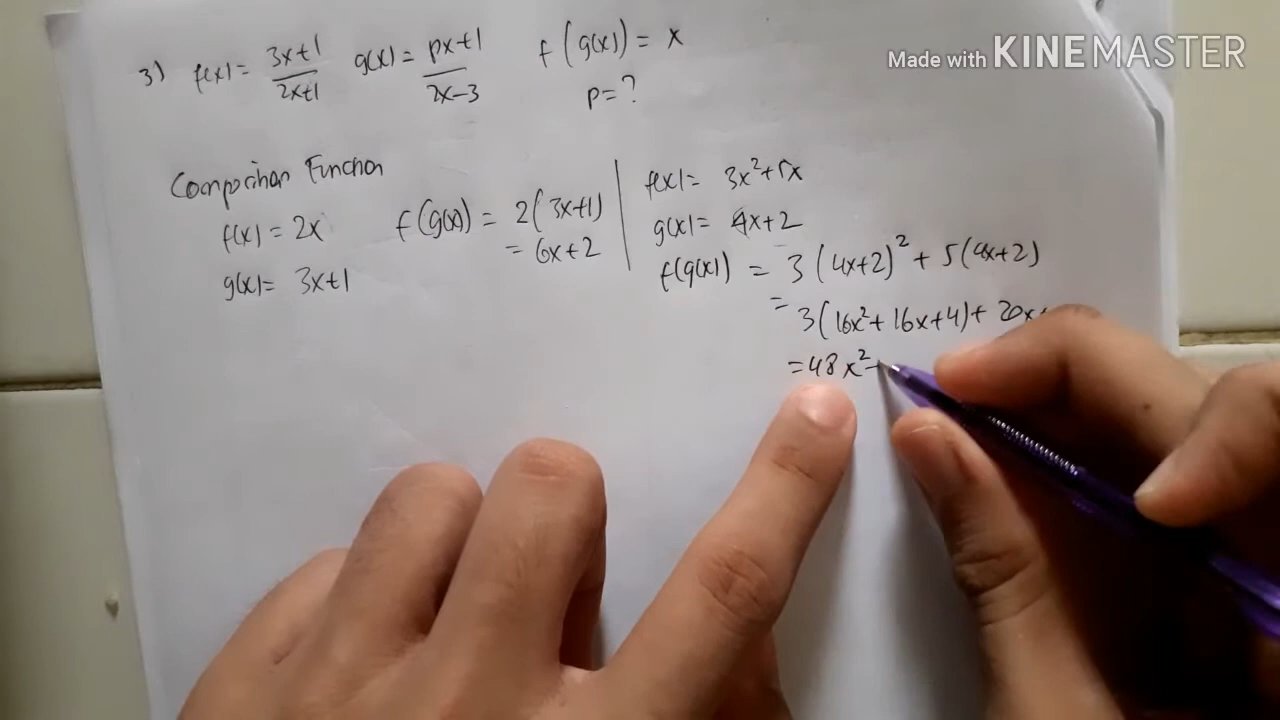 3) f(x) = 3x+1 / 2x+1 g(x) = px+1 / 2x-3 f(g(x)) = x
p = ?
Comporihan Function
f(x) = 2x
g(x) = 3x+1
f(g(x)) = 2(3x+1)
= 6x+2
f(x) = 3x²+5x
g(x) = 4x+2
f(g(x)) = 3(4x+2)² + 5(4x+2)
= 3(16x²+16x+4) + 20x+
= 48x²
Made with KINEMASTER